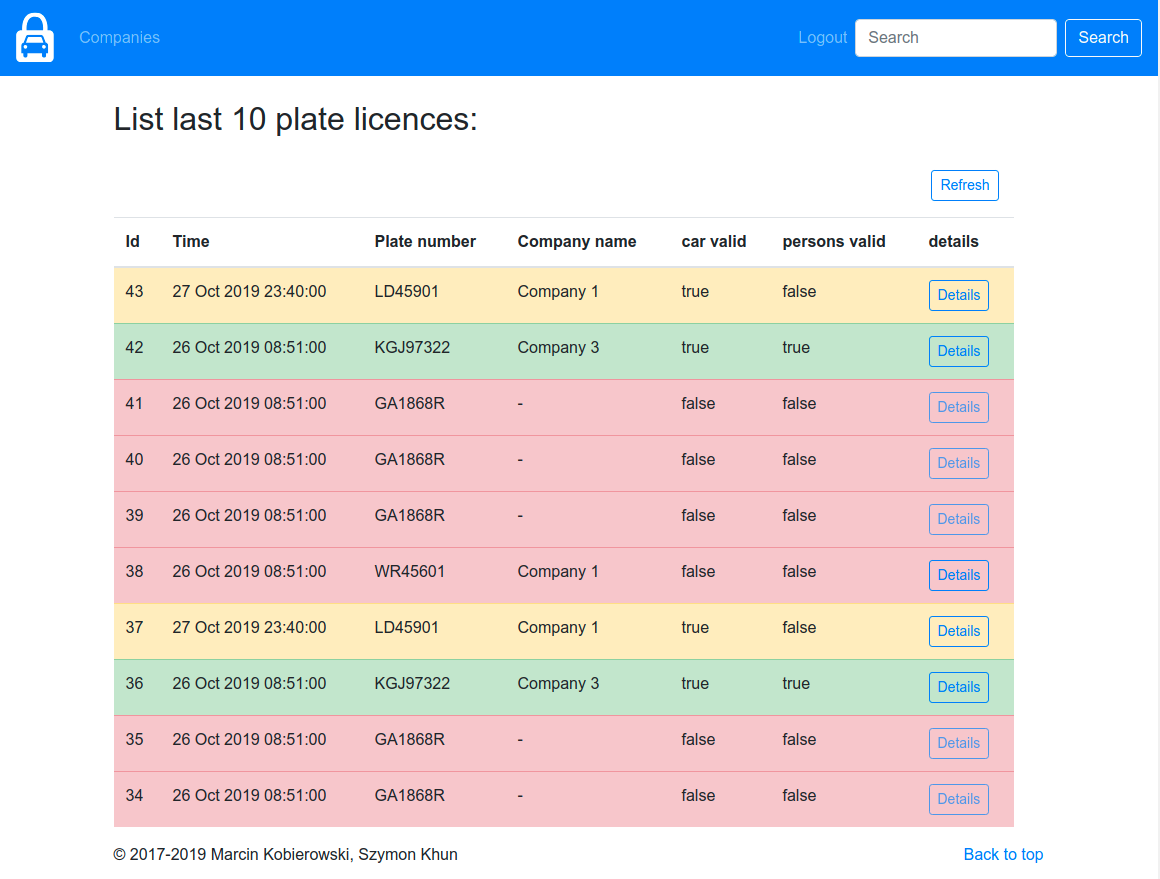 Companies Logout Search Search
List last 10 plate licences:
Refresh
Id Time Plate number Company name car valid persons valid details
43 27 Oct 2019 23:40:00 LD45901 Company 1 true false Details
42 26 Oct 2019 08:51:00 KGJ97322 Company 3 true true Details
41 26 Oct 2019 08:51:00 GA1868R - false false Details
40 26 Oct 2019 08:51:00 GA1868R - false false Details
39 26 Oct 2019 08:51:00 GA1868R - false false Details
38 26 Oct 2019 08:51:00 WR45601 Company 1 false false Details
37 27 Oct 2019 23:40:00 LD45901 Company 1 true false Details
36 26 Oct 2019 08:51:00 KGJ97322 Company 3 true true Details
35 26 Oct 2019 08:51:00 GA1868R - false false Details
34 26 Oct 2019 08:51:00 GA1868R - false false Details
© 2017-2019 Marcin Kobierowski, Szymon Khun Back to top